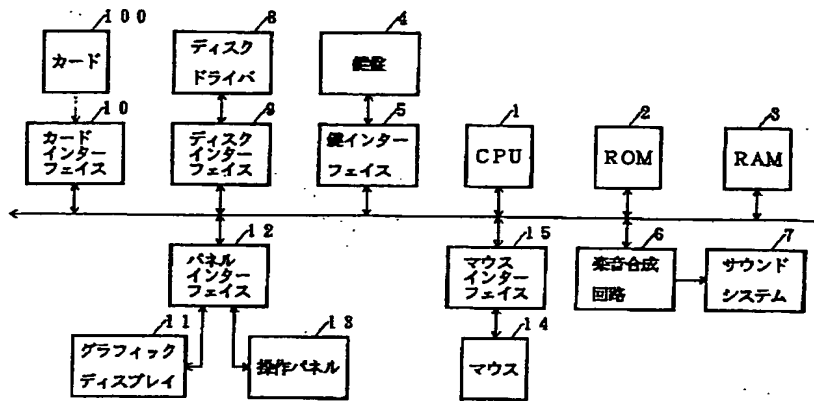 100
8
4
カード
ディスク
ドライバ
鍵盤
10
9
5
1
2
3
カード
インター
フェイス
ディスク
インター
フェイス
鍵インター
フェイス
CPU
ROM
RAM
12
15
6
7
パネル
インター
フェイス
マウス
インター
フェイス
楽音合成
回路
サウンド
システム
11
13
14
グラフィック
ディスプレイ
操作パネル
マウス